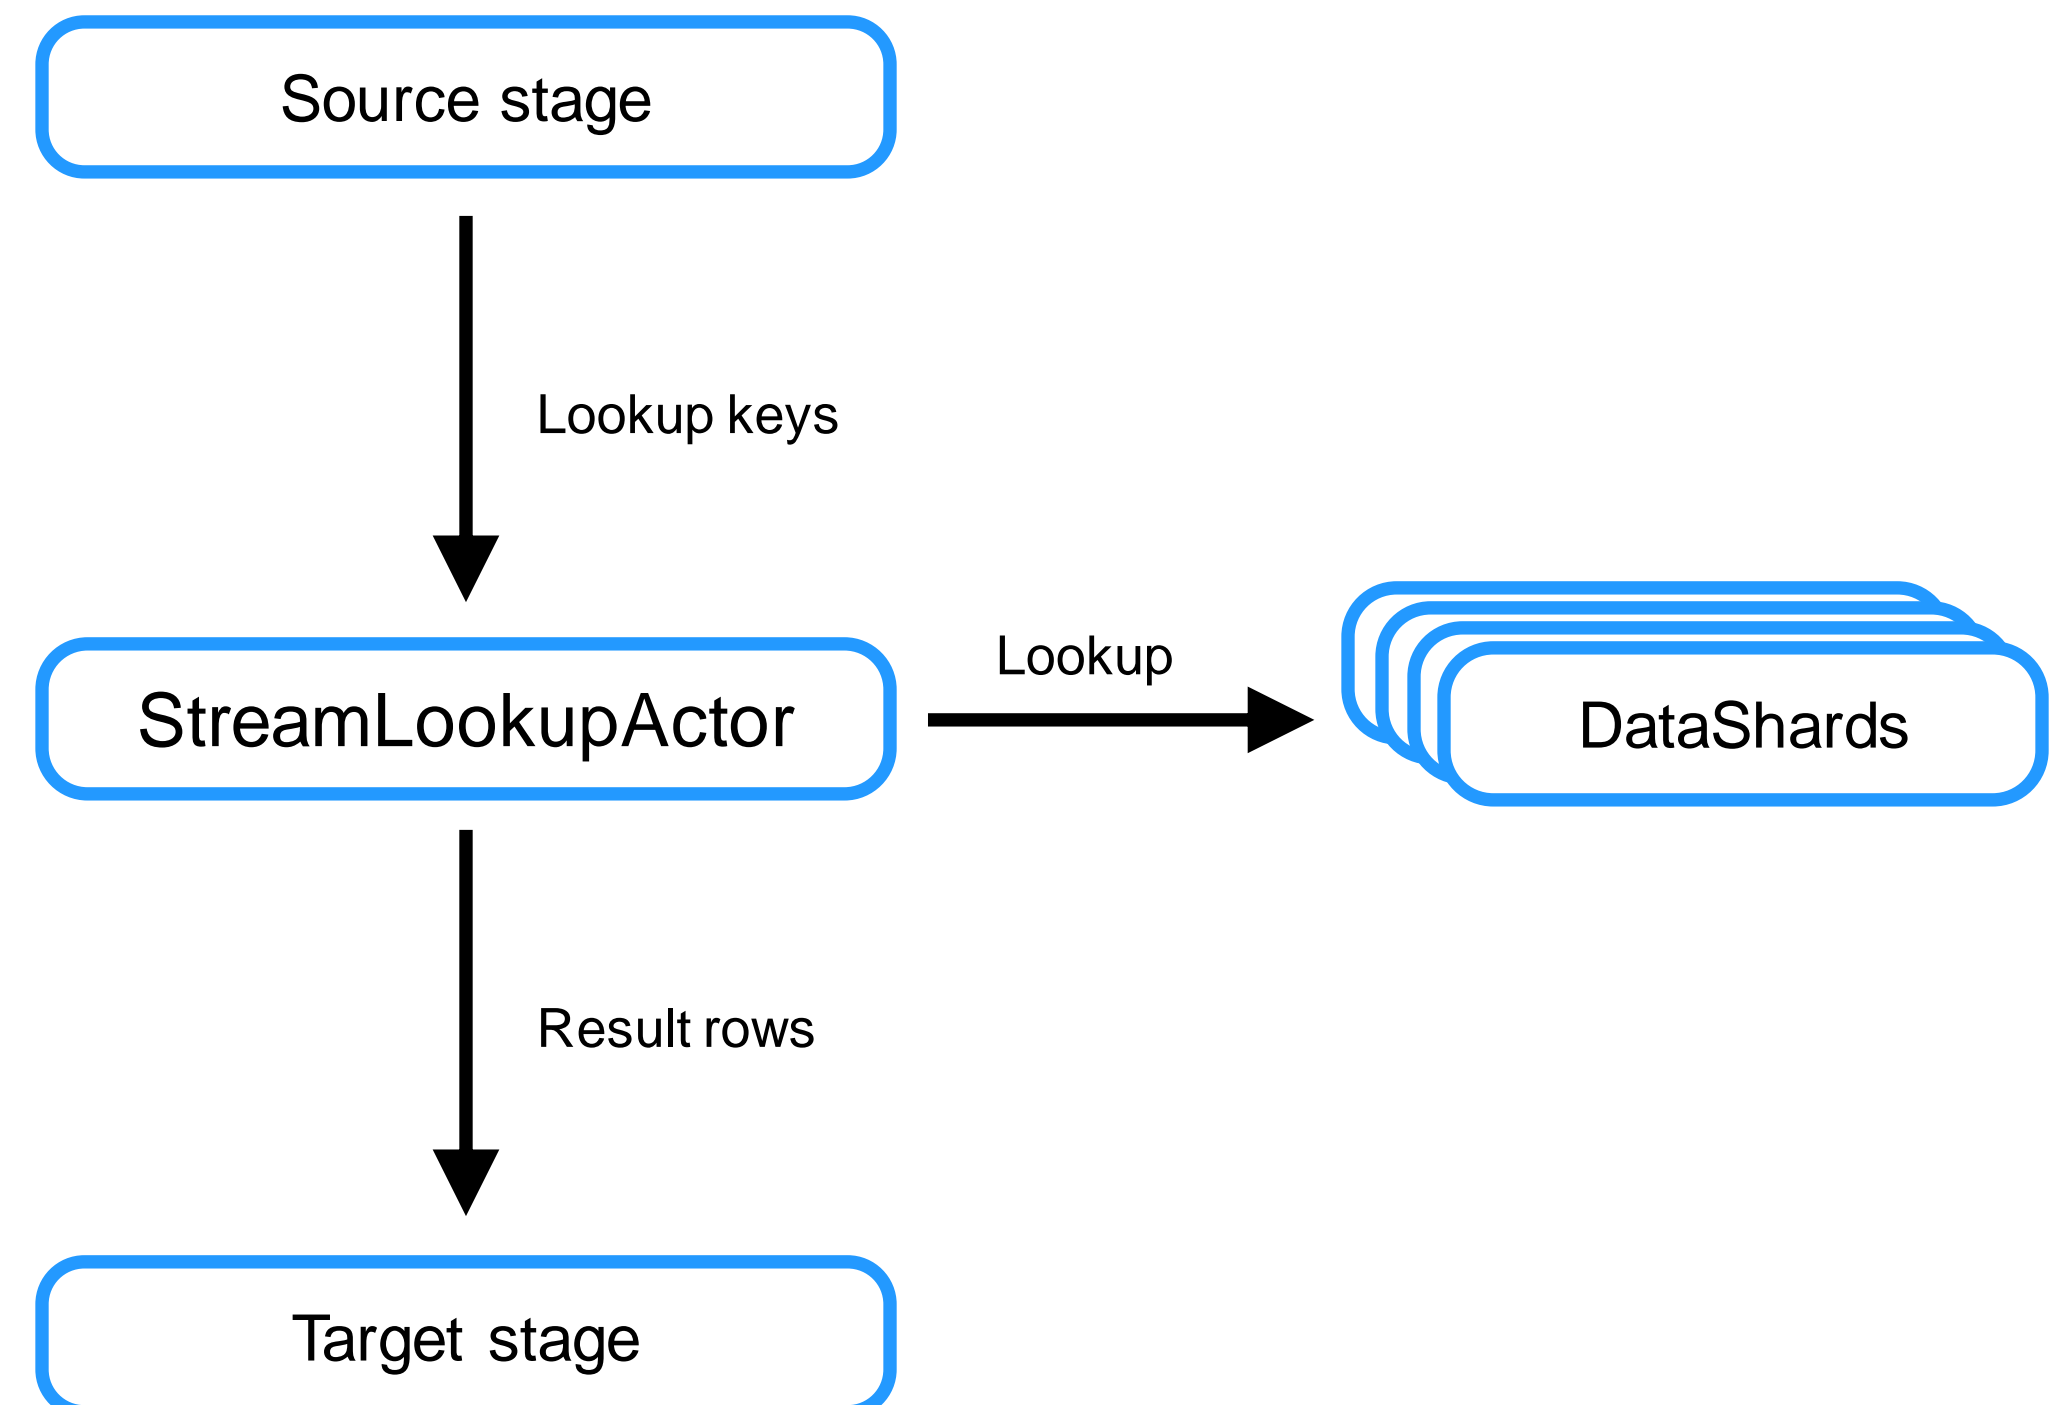 Source stage
Lookup keys
Lookup
StreamLookupActor
DataShards
Result rows
Target stage